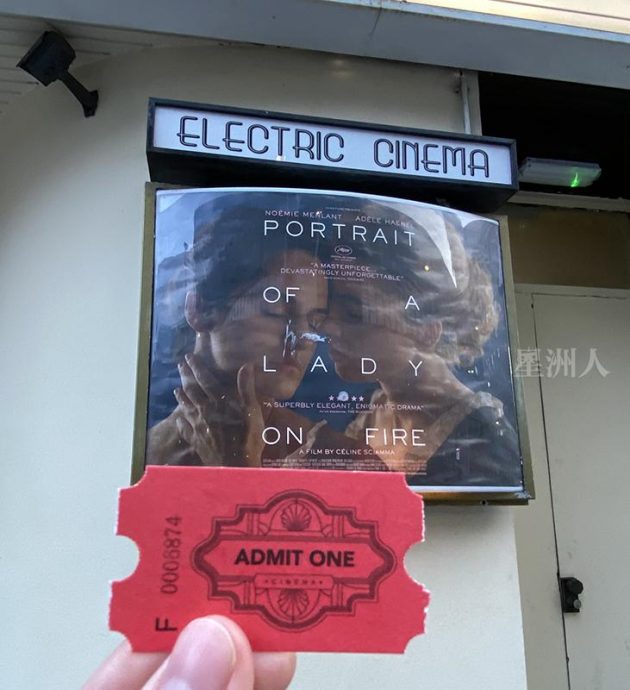 ELECTRIC CINEMA
NOÉMIE MERLANT ADÈLE HAENEL
PORTRAIT
"A MASTERPIECE
DEVASTATINGLY UNFORGETTABLE"
OF A
LADY
"A SUPERBLY ELEGANT, ENIGMATIC DRAMA"
ON FIRE
A FILM BY CÉLINE SCIAMMA
星洲人
F 0006874
ADMIT ONE
CINEMA